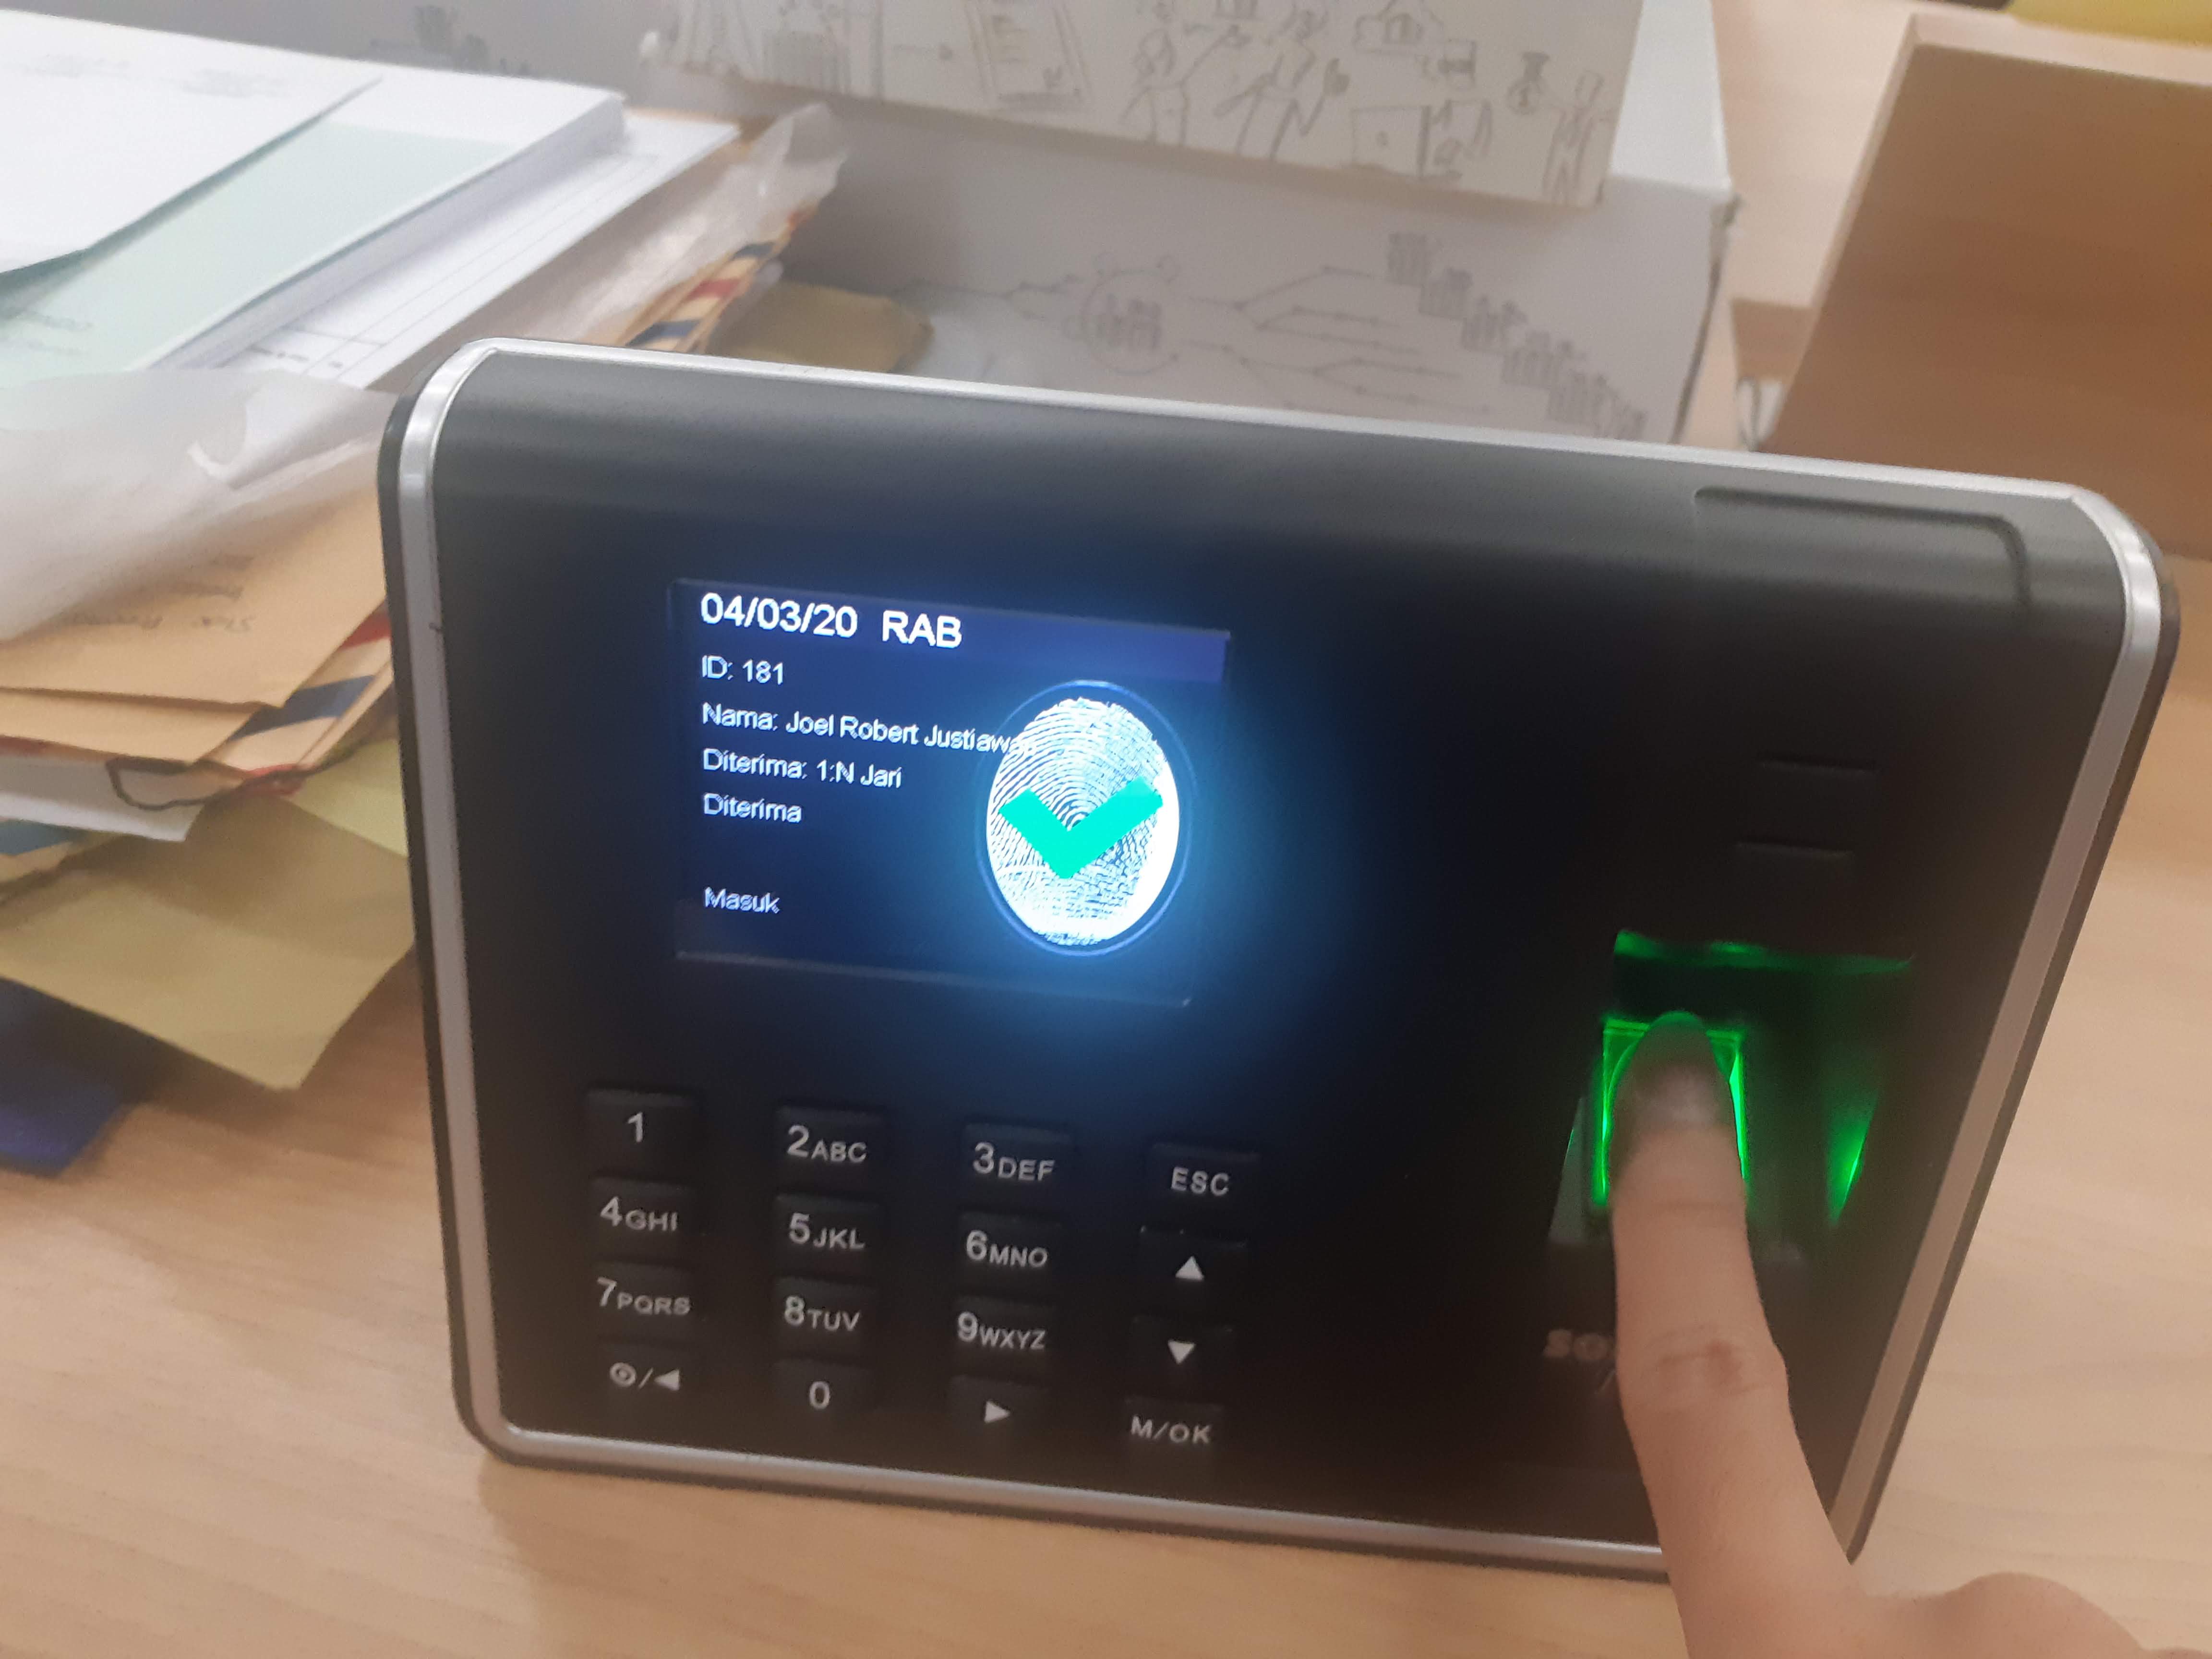 04/03/20 RAB
ID: 181
Nama: Joel Robert Justiawan
Diterima: 1:N Jari
Diterima
Masuk
1 2ABC 3DEF ESC
4GHI 5JKL 6MNO ▲
7PQRS 8TUV 9WXYZ ▼
/◀ 0 ▶ M/OK